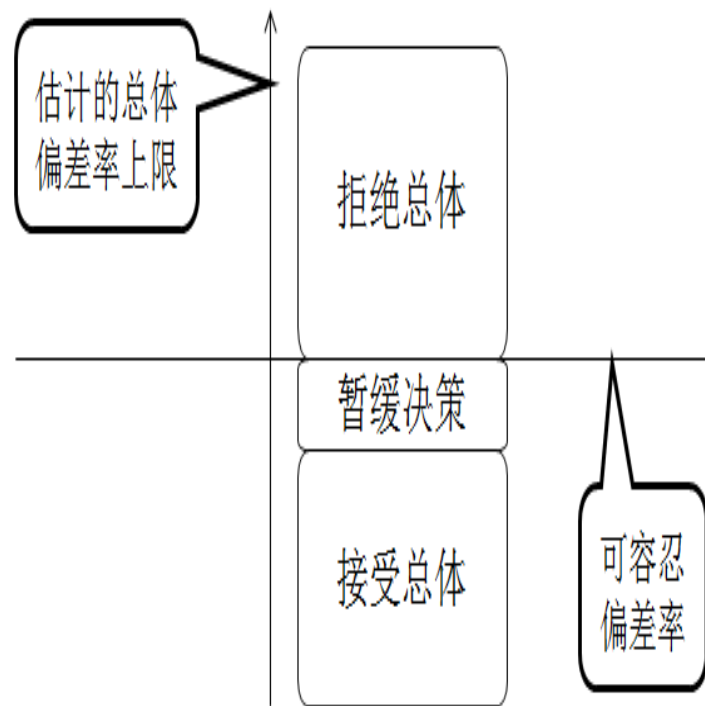 估计的总体
偏差率上限
拒绝总体
暂缓决策
接受总体
可容忍
偏差率